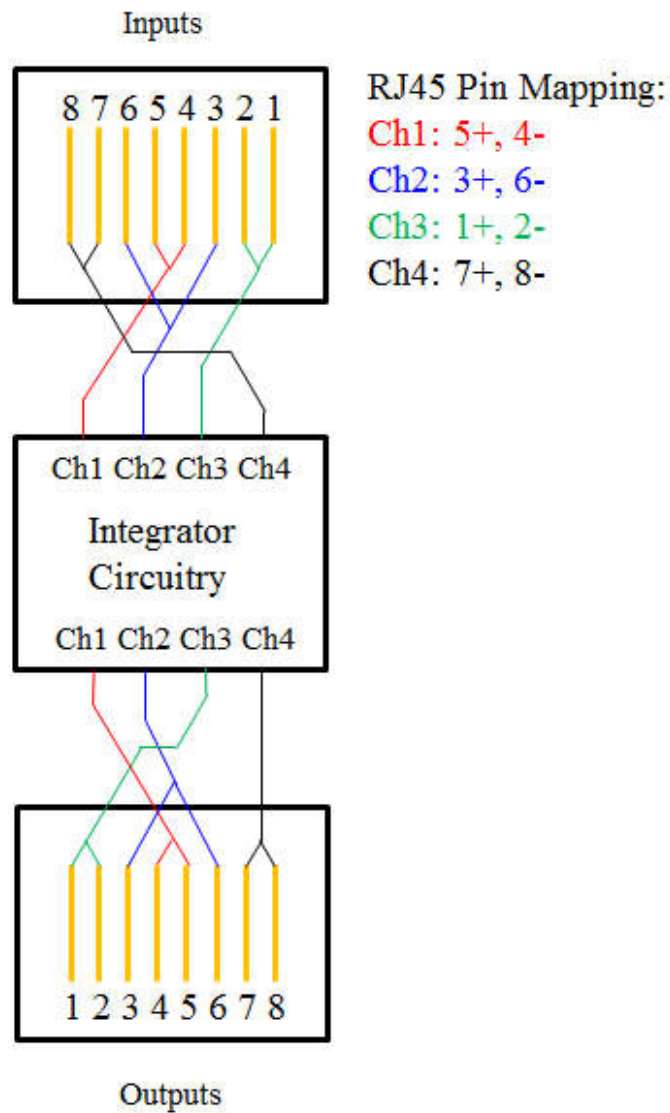 Inputs
8 7 6 5 4 3 2 1
RJ45 Pin Mapping:
Ch1: 5+, 4-
Ch2: 3+, 6-
Ch3: 1+, 2-
Ch4: 7+, 8-
Ch1 Ch2 Ch3 Ch4
Integrator
Circuitry
Ch1 Ch2 Ch3 Ch4
1 2 3 4 5 6 7 8
Outputs